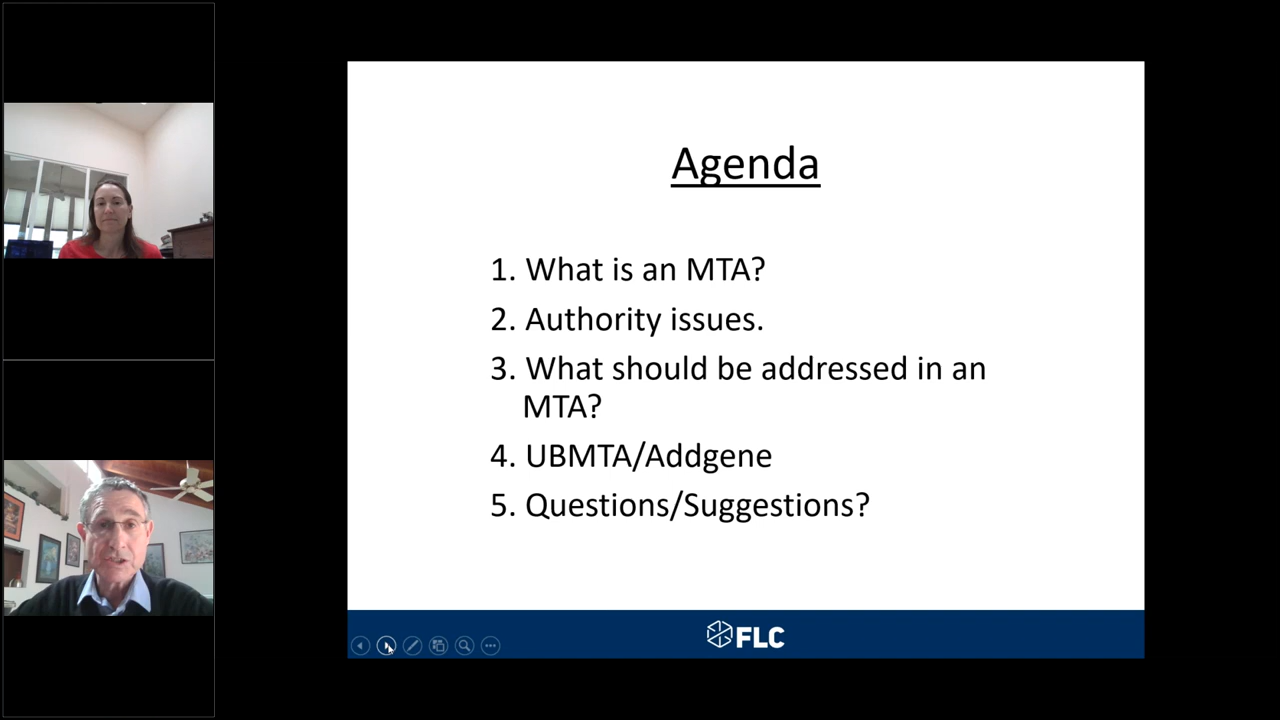 Agenda
1. What is an MTA?
2. Authority issues.
3. What should be addressed in an
MTA?
4. UBMTA/Addgene
5. Questions/Suggestions?
FLC